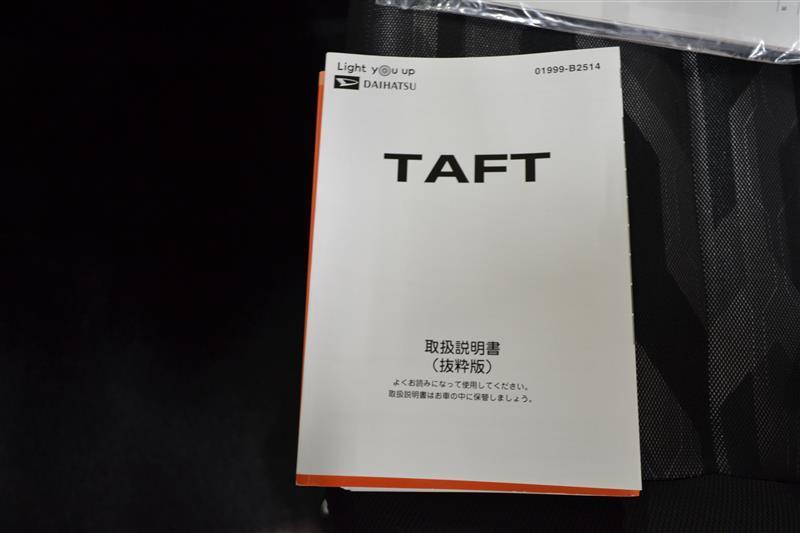 Light you up
01999-B2514
DAIHATSU
TAFT
取扱説明書
（抜粋版）
よくお読みになって使用してください。
取扱説明書はお車の中に保管しましょう。